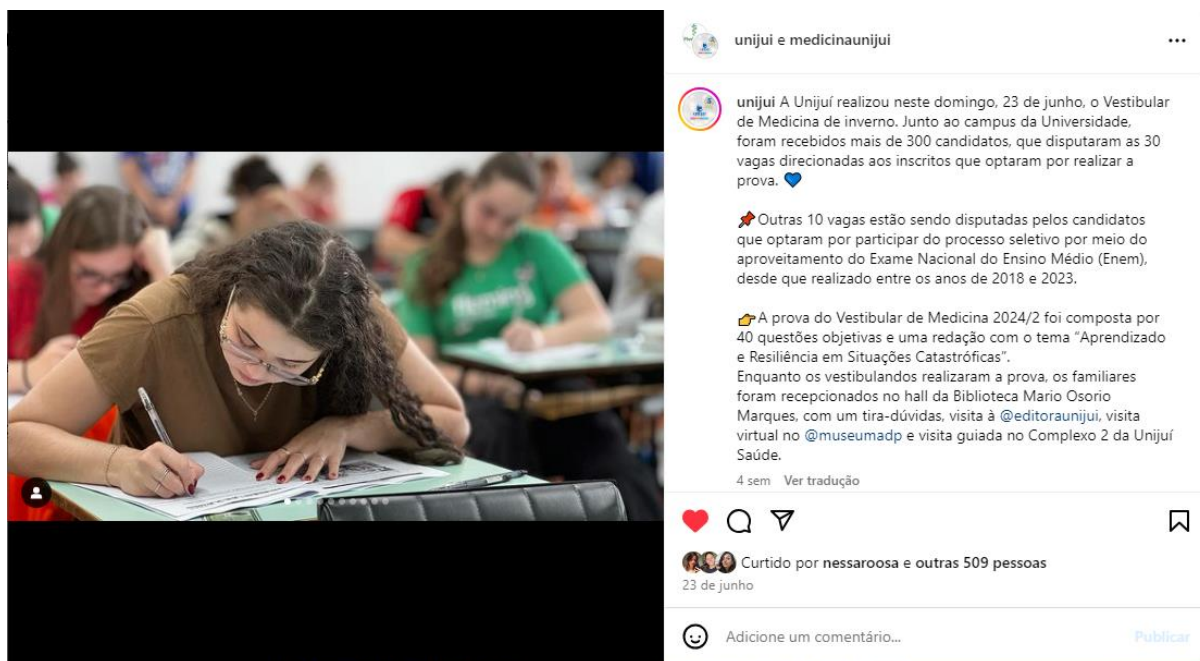 unijui e medicinaunijui
unijui A Unijuí realizou neste domingo, 23 de junho, o Vestibular
de Medicina de inverno. Junto ao campus da Universidade,
foram recebidos mais de 300 candidatos, que disputaram as 30
vagas direcionadas aos inscritos que optaram por realizar a
prova. 💙
📌Outras 10 vagas estão sendo disputadas pelos candidatos
que optaram por participar do processo seletivo por meio do
aproveitamento do Exame Nacional do Ensino Médio (Enem),
desde que realizado entre os anos de 2018 e 2023.
👉A prova do Vestibular de Medicina 2024/2 foi composta por
40 questões objetivas e uma redação com o tema “Aprendizado
e Resiliência em Situações Catastróficas”.
Enquanto os vestibulandos realizaram a prova, os familiares
foram recepcionados no hall da Biblioteca Mario Osorio
Marques, com um tira-dúvidas, visita à @editoraunijui, visita
virtual no @museumadp e visita guiada no Complexo 2 da Unijuí
Saúde.
4 sem Ver tradução
Curtido por nessaroosa e outras 509 pessoas
23 de junho
Adicione um comentário... Publicar